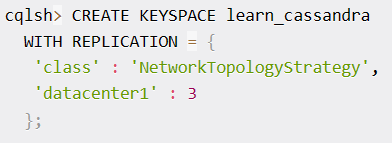 cqlsh> CREATE KEYSPACE learn_cassandra
WITH REPLICATION = {
'class' : 'NetworkTopologyStrategy',
'datacenter1' : 3
};